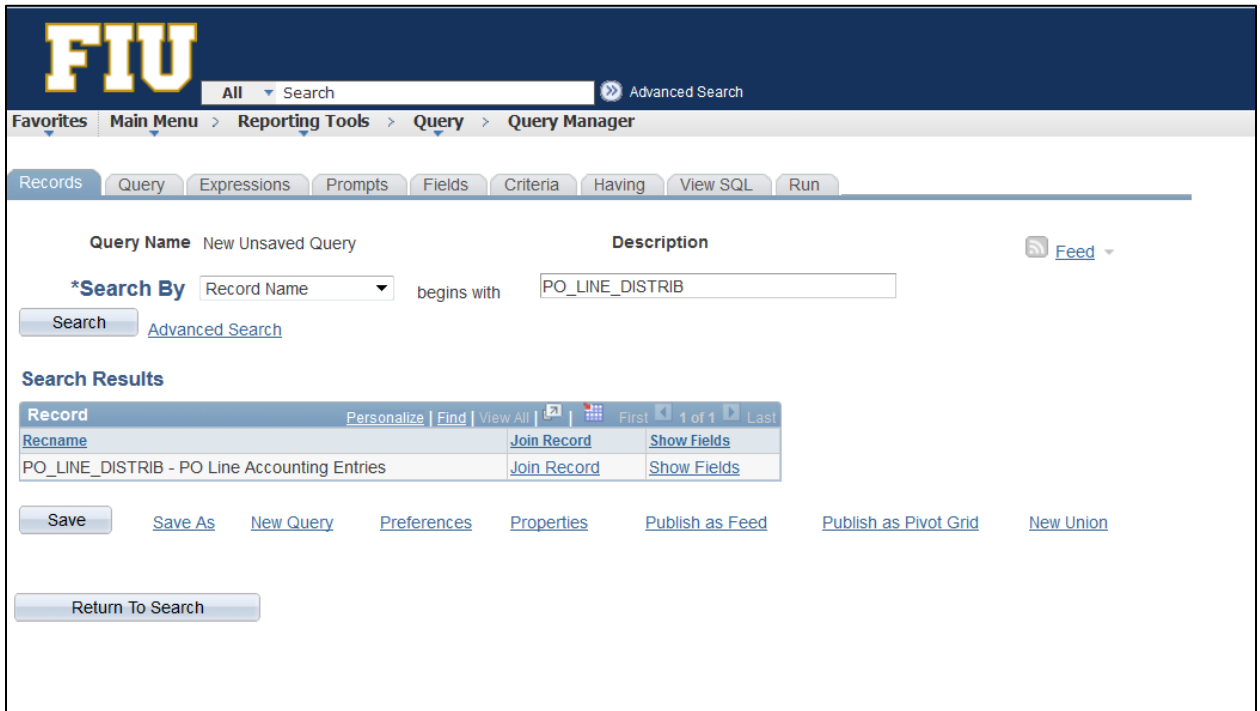 FIU
All Search Advanced Search
Favorites Main Menu > Reporting Tools > Query > Query Manager
Records Query Expressions Prompts Fields Criteria Having View SQL Run
Query Name New Unsaved Query Description Feed
*Search By Record Name begins with PO_LINE_DISTRIB
Search Advanced Search
Search Results
Record Personalize | Find | View All | | First 1 of 1 Last
Recname Join Record Show Fields
PO_LINE_DISTRIB - PO Line Accounting Entries Join Record Show Fields
Save Save As New Query Preferences Properties Publish as Feed Publish as Pivot Grid New Union
Return To Search